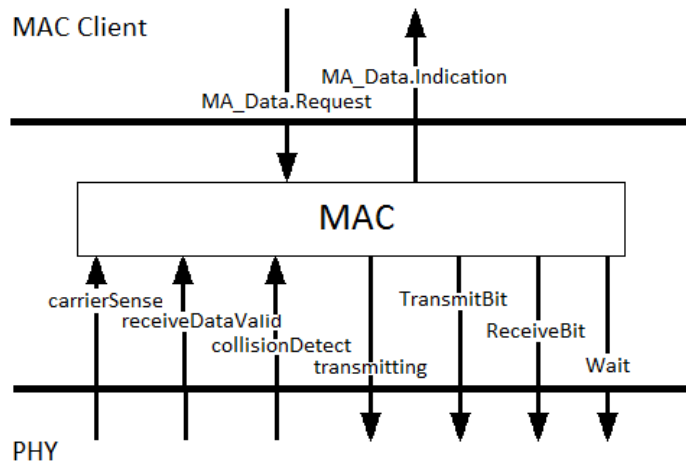 MAC Client
MA_Data.Indication
MA_Data.Request
MAC
carrierSense
receiveDataValid
collisionDetect
transmitting
TransmitBit
ReceiveBit
Wait
PHY